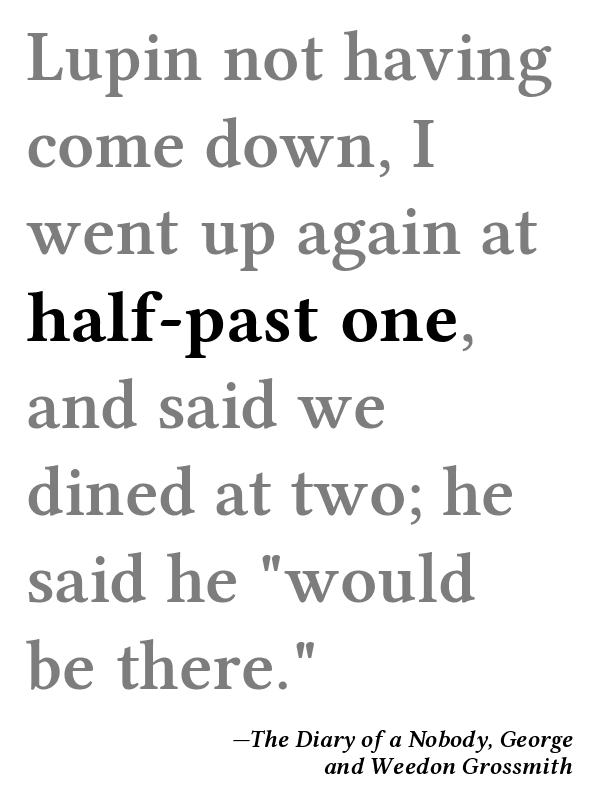 Lupin not having
come down, I
went up again at
half-past one,
and said we
dined at two; he
said he "would
be there."
—The Diary of a Nobody, George
and Weedon Grossmith